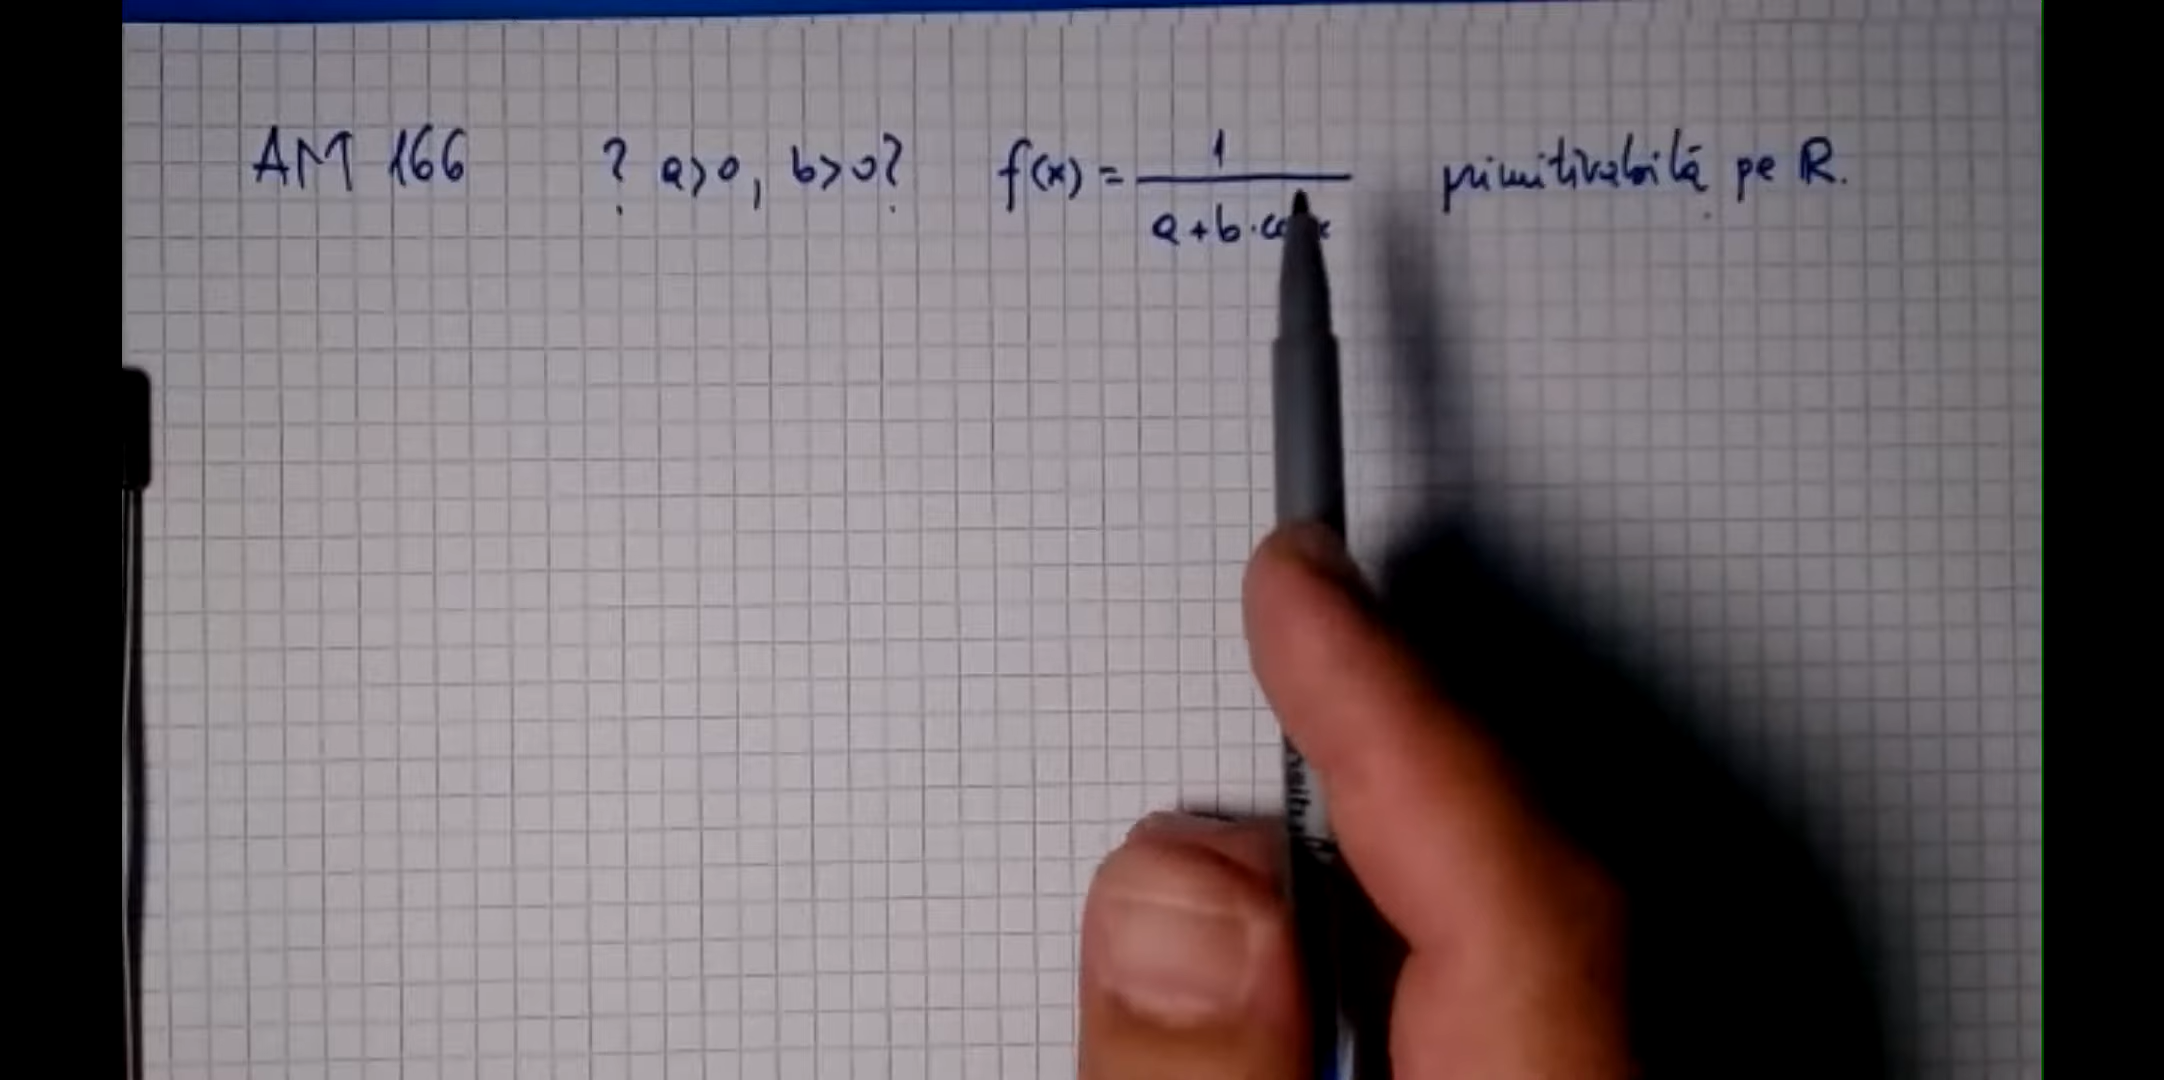 AM 166 ? a>0, b>0? f(x) = 1 / a + b · primitivabilă pe R.